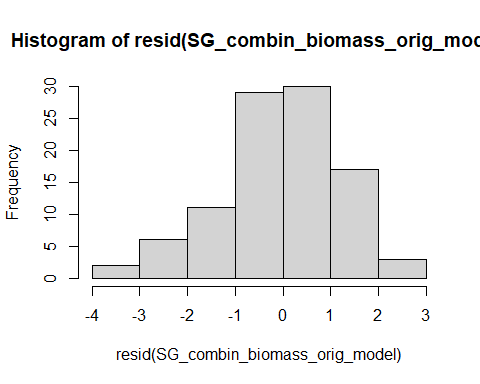 Histogram of resid(SG_combin_biomass_orig_mod
Frequency
30
25
20
15
10
5
0
-4 -3 -2 -1 0 1 2 3
resid(SG_combin_biomass_orig_model)